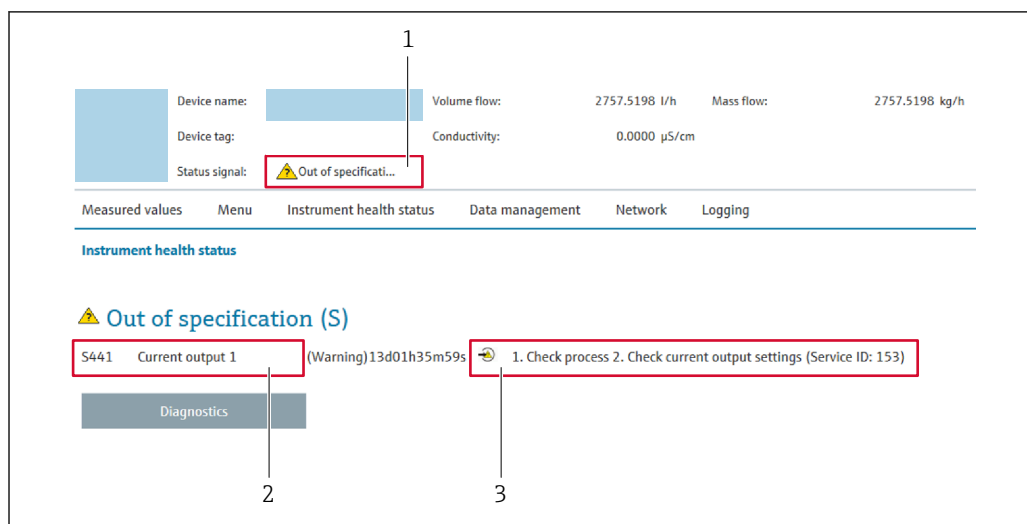 1
Device name: Volume flow: 2757.5198 l/h Mass flow: 2757.5198 kg/h
Device tag: Conductivity: 0.0000 µS/cm
Status signal: Out of specificati...
Measured values Menu Instrument health status Data management Network Logging
Instrument health status
Out of specification (S)
S441 Current output 1 (Warning)13d01h35m59s 1. Check process 2. Check current output settings (Service ID: 153)
Diagnostics
2 3